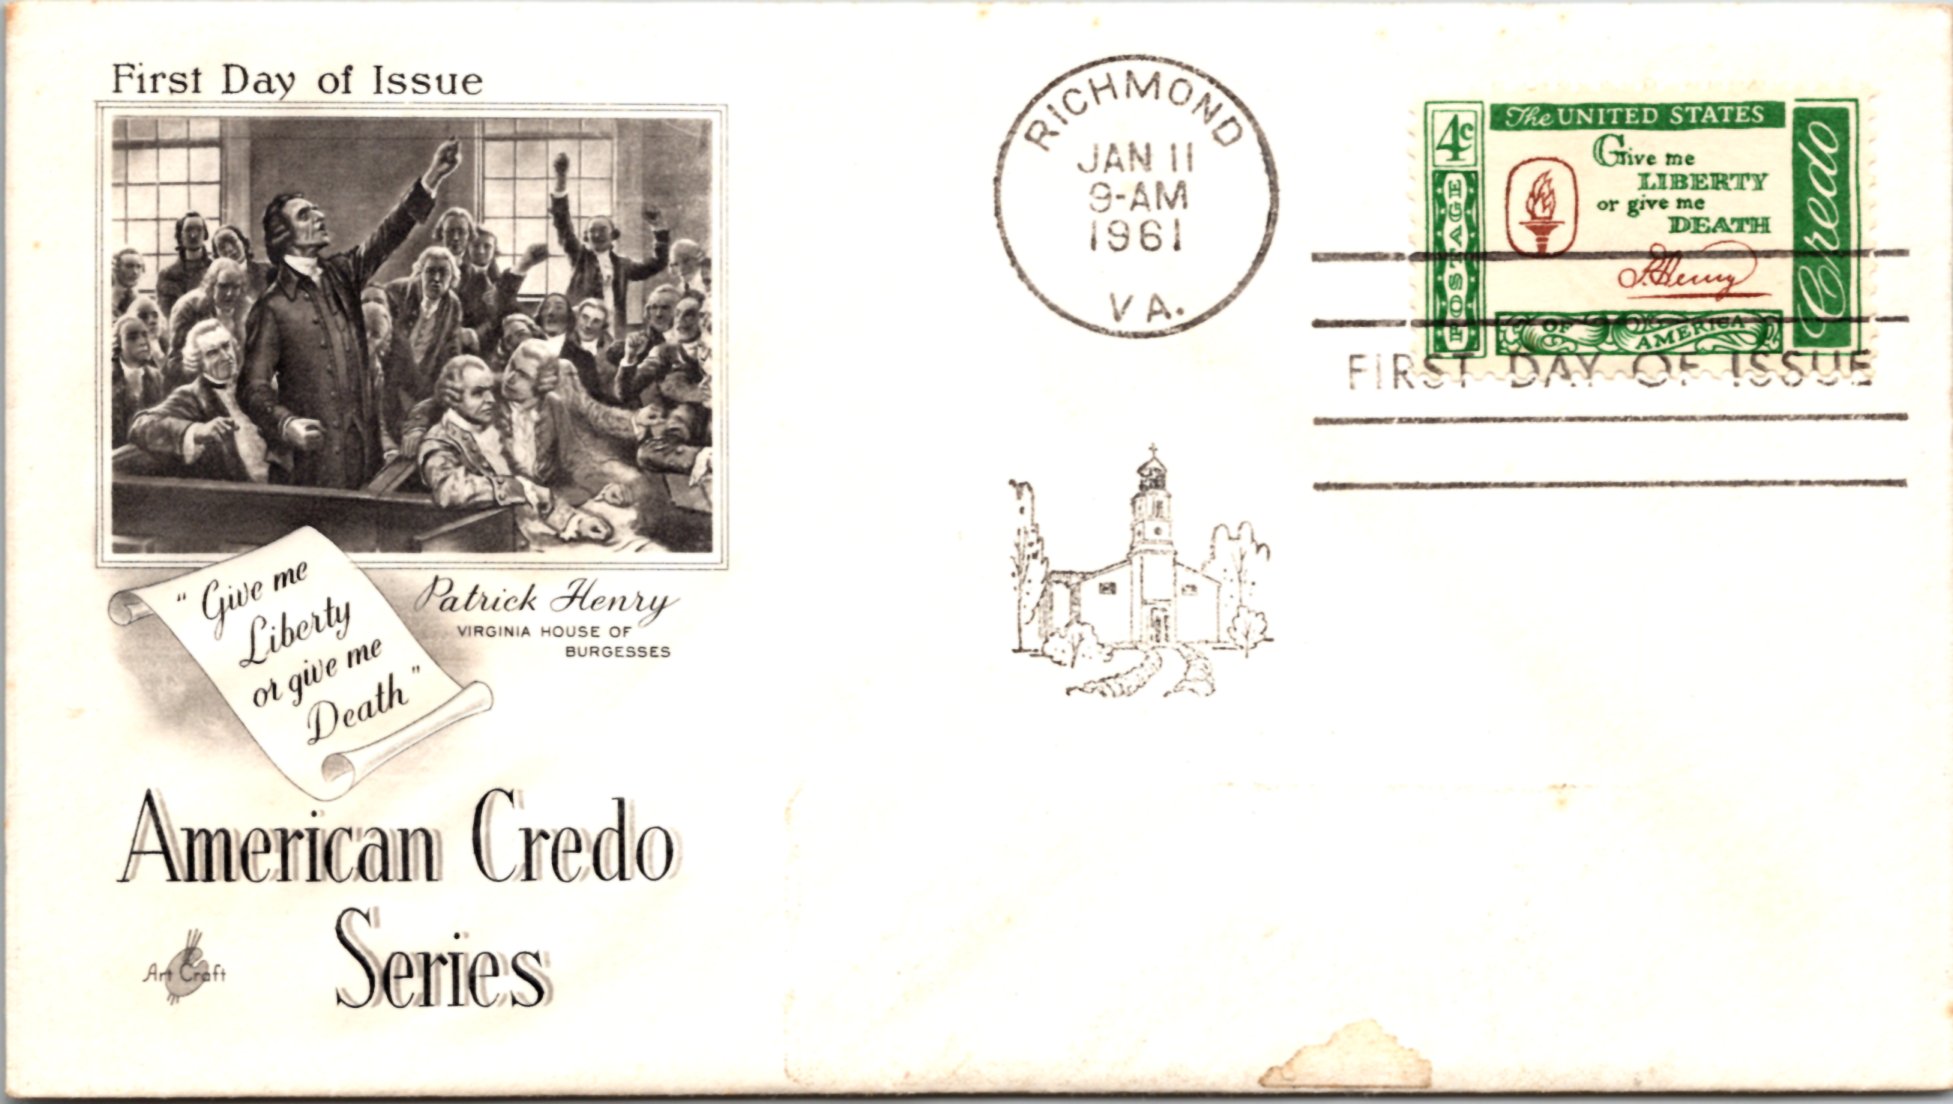 First Day of Issue
RICHMOND
JAN 11
9-AM
1961
VA.
4¢
POSTAGE
The UNITED STATES
Give me
LIBERTY
or give me
DEATH
P. Henry
OF AMERICA
Credo
FIRST DAY OF ISSUE
"Give me
Liberty
or give me
Death"
Patrick Henry
VIRGINIA HOUSE OF
BURGESSES
American Credo
Series
Art Craft